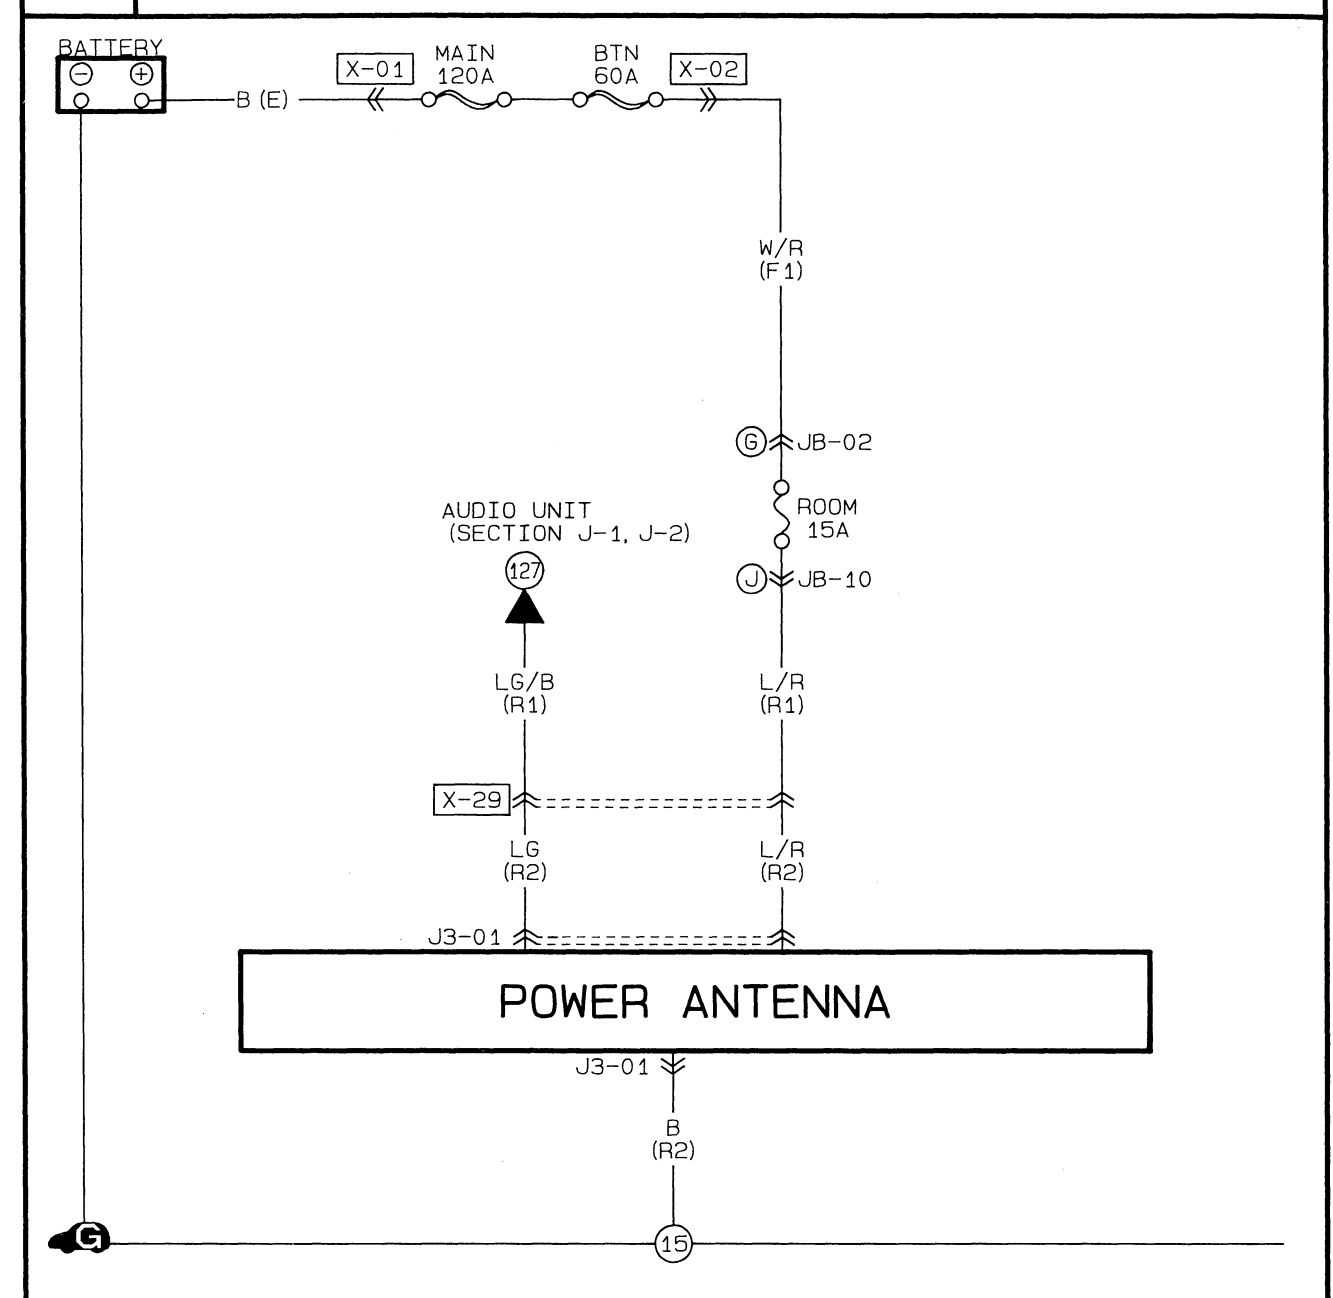 BATTERY
− +
B (E)
X-01
MAIN
120A
BTN
60A
X-02
W/R
(F1)
G JB-02
ROOM
15A
J JB-10
AUDIO UNIT
(SECTION J-1, J-2)
127
LG/B
(R1)
L/R
(R1)
X-29
LG
(R2)
L/R
(R2)
J3-01
POWER ANTENNA
J3-01
B
(R2)
G
15